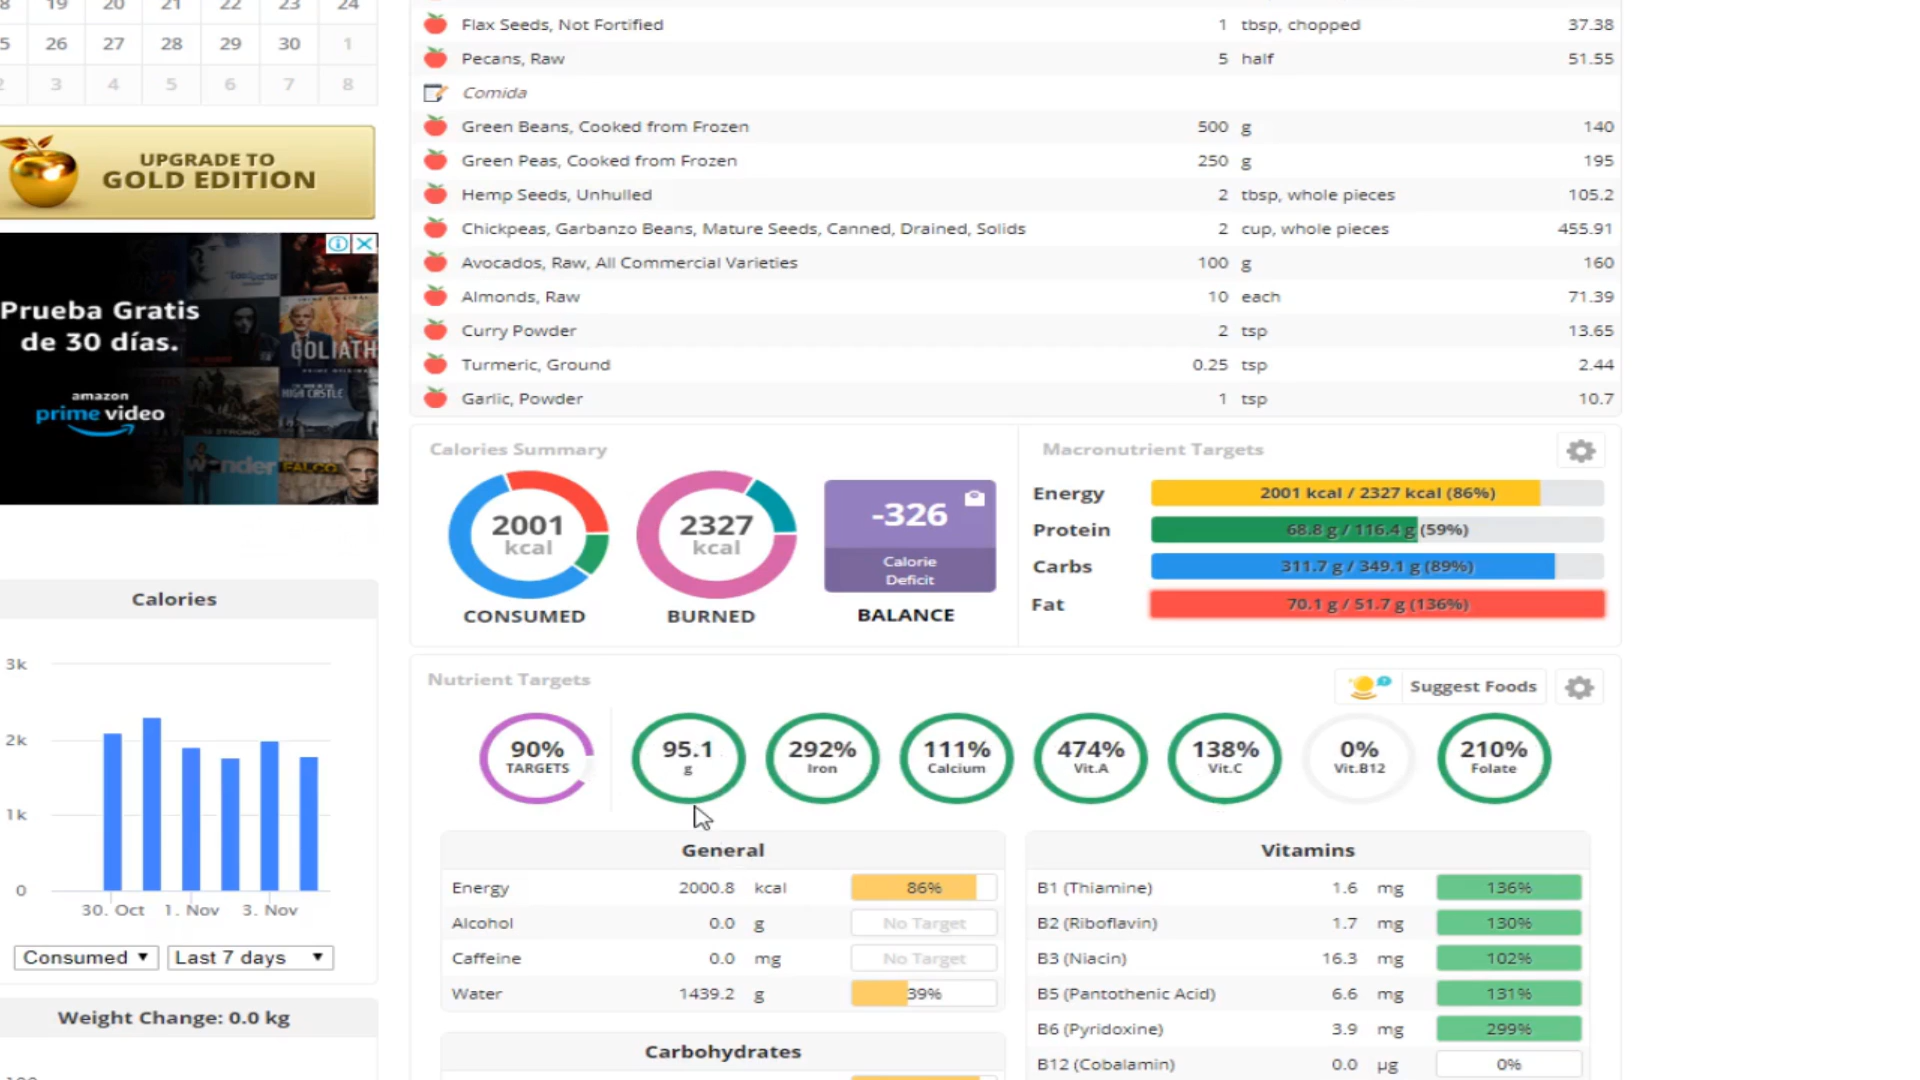 8 19 20 21 22 23 24
5 26 27 28 29 30 1
2 3 4 5 6 7 8
UPGRADE TO
GOLD EDITION
Prueba Gratis
de 30 días.
amazon
prime video
GOLIATH
HIGH CASTLE
12 STRONG
wonder
FALCO
Calories
3k
2k
1k
0
30. Oct 1. Nov 3. Nov
Consumed ▼ Last 7 days ▼
Weight Change: 0.0 kg
Flax Seeds, Not Fortified 1 tbsp, chopped 37.38
Pecans, Raw 5 half 51.55
Comida
Green Beans, Cooked from Frozen 500 g 140
Green Peas, Cooked from Frozen 250 g 195
Hemp Seeds, Unhulled 2 tbsp, whole pieces 105.2
Chickpeas, Garbanzo Beans, Mature Seeds, Canned, Drained, Solids 2 cup, whole pieces 455.91
Avocados, Raw, All Commercial Varieties 100 g 160
Almonds, Raw 10 each 71.39
Curry Powder 2 tsp 13.65
Turmeric, Ground 0.25 tsp 2.44
Garlic, Powder 1 tsp 10.7
Calories Summary
2001
kcal
CONSUMED
2327
kcal
BURNED
-326
Calorie
Deficit
BALANCE
Macronutrient Targets
Energy 2001 kcal / 2327 kcal (86%)
Protein 68.8 g / 116.4 g (59%)
Carbs 311.7 g / 349.1 g (89%)
Fat 70.1 g / 51.7 g (136%)
Nutrient Targets
Suggest Foods
90%
TARGETS
95.1
g
292%
Iron
111%
Calcium
474%
Vit.A
138%
Vit.C
0%
Vit.B12
210%
Folate
General
Energy 2000.8 kcal 86%
Alcohol 0.0 g No Target
Caffeine 0.0 mg No Target
Water 1439.2 g 39%
Carbohydrates
Vitamins
B1 (Thiamine) 1.6 mg 136%
B2 (Riboflavin) 1.7 mg 130%
B3 (Niacin) 16.3 mg 102%
B5 (Pantothenic Acid) 6.6 mg 131%
B6 (Pyridoxine) 3.9 mg 299%
B12 (Cobalamin) 0.0 µg 0%